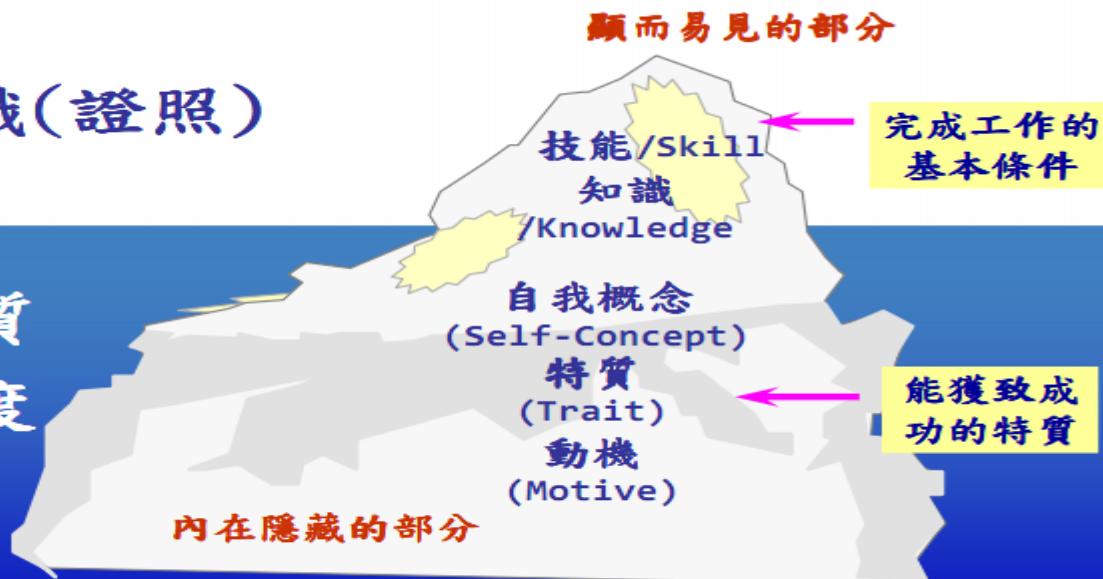 顯而易見的部分
(證照)
完成工作的
基本條件
技能/Skill
知識
/Knowledge
自我概念
(Self-Concept)
質
特質
(Trait)
能獲致成
功的特質
度
動機
(Motive)
內在隱藏的部分